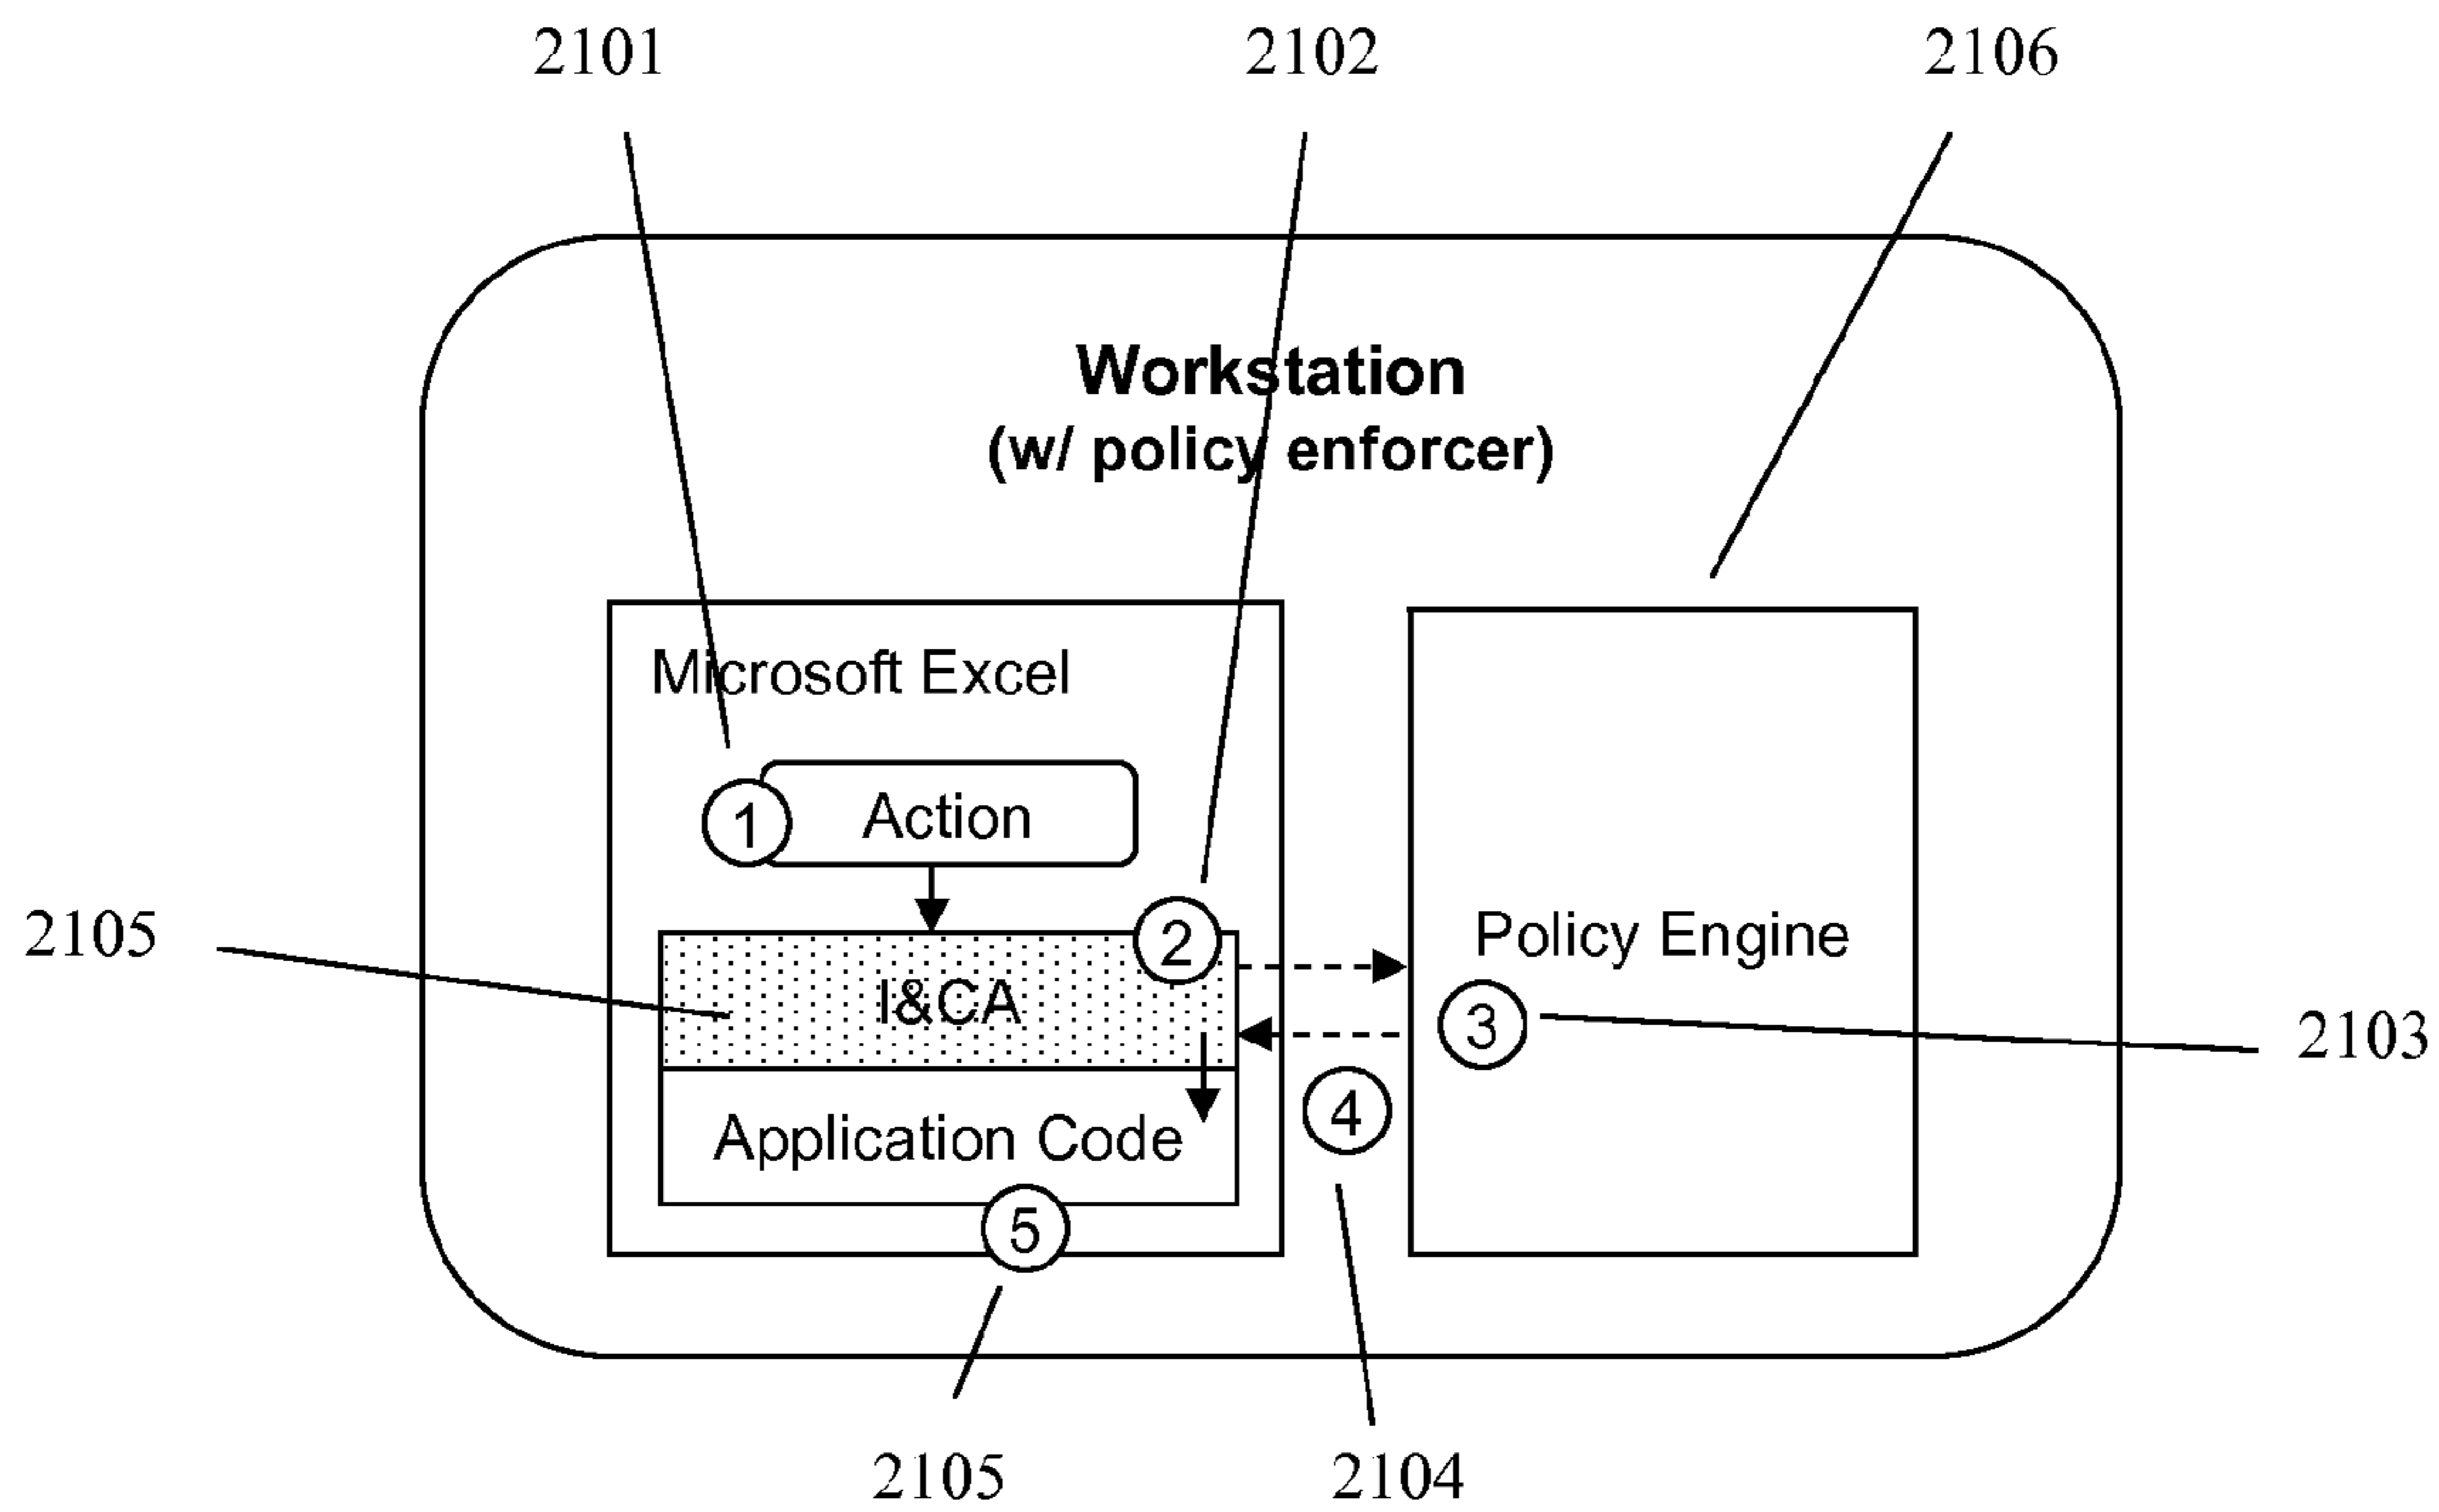 2101
2102
2106
Workstation
(w/ policy enforcer)
Microsoft Excel
1
Action
2105
2
I&CA
Policy Engine
3
2103
4
Application Code
5
2105
2104